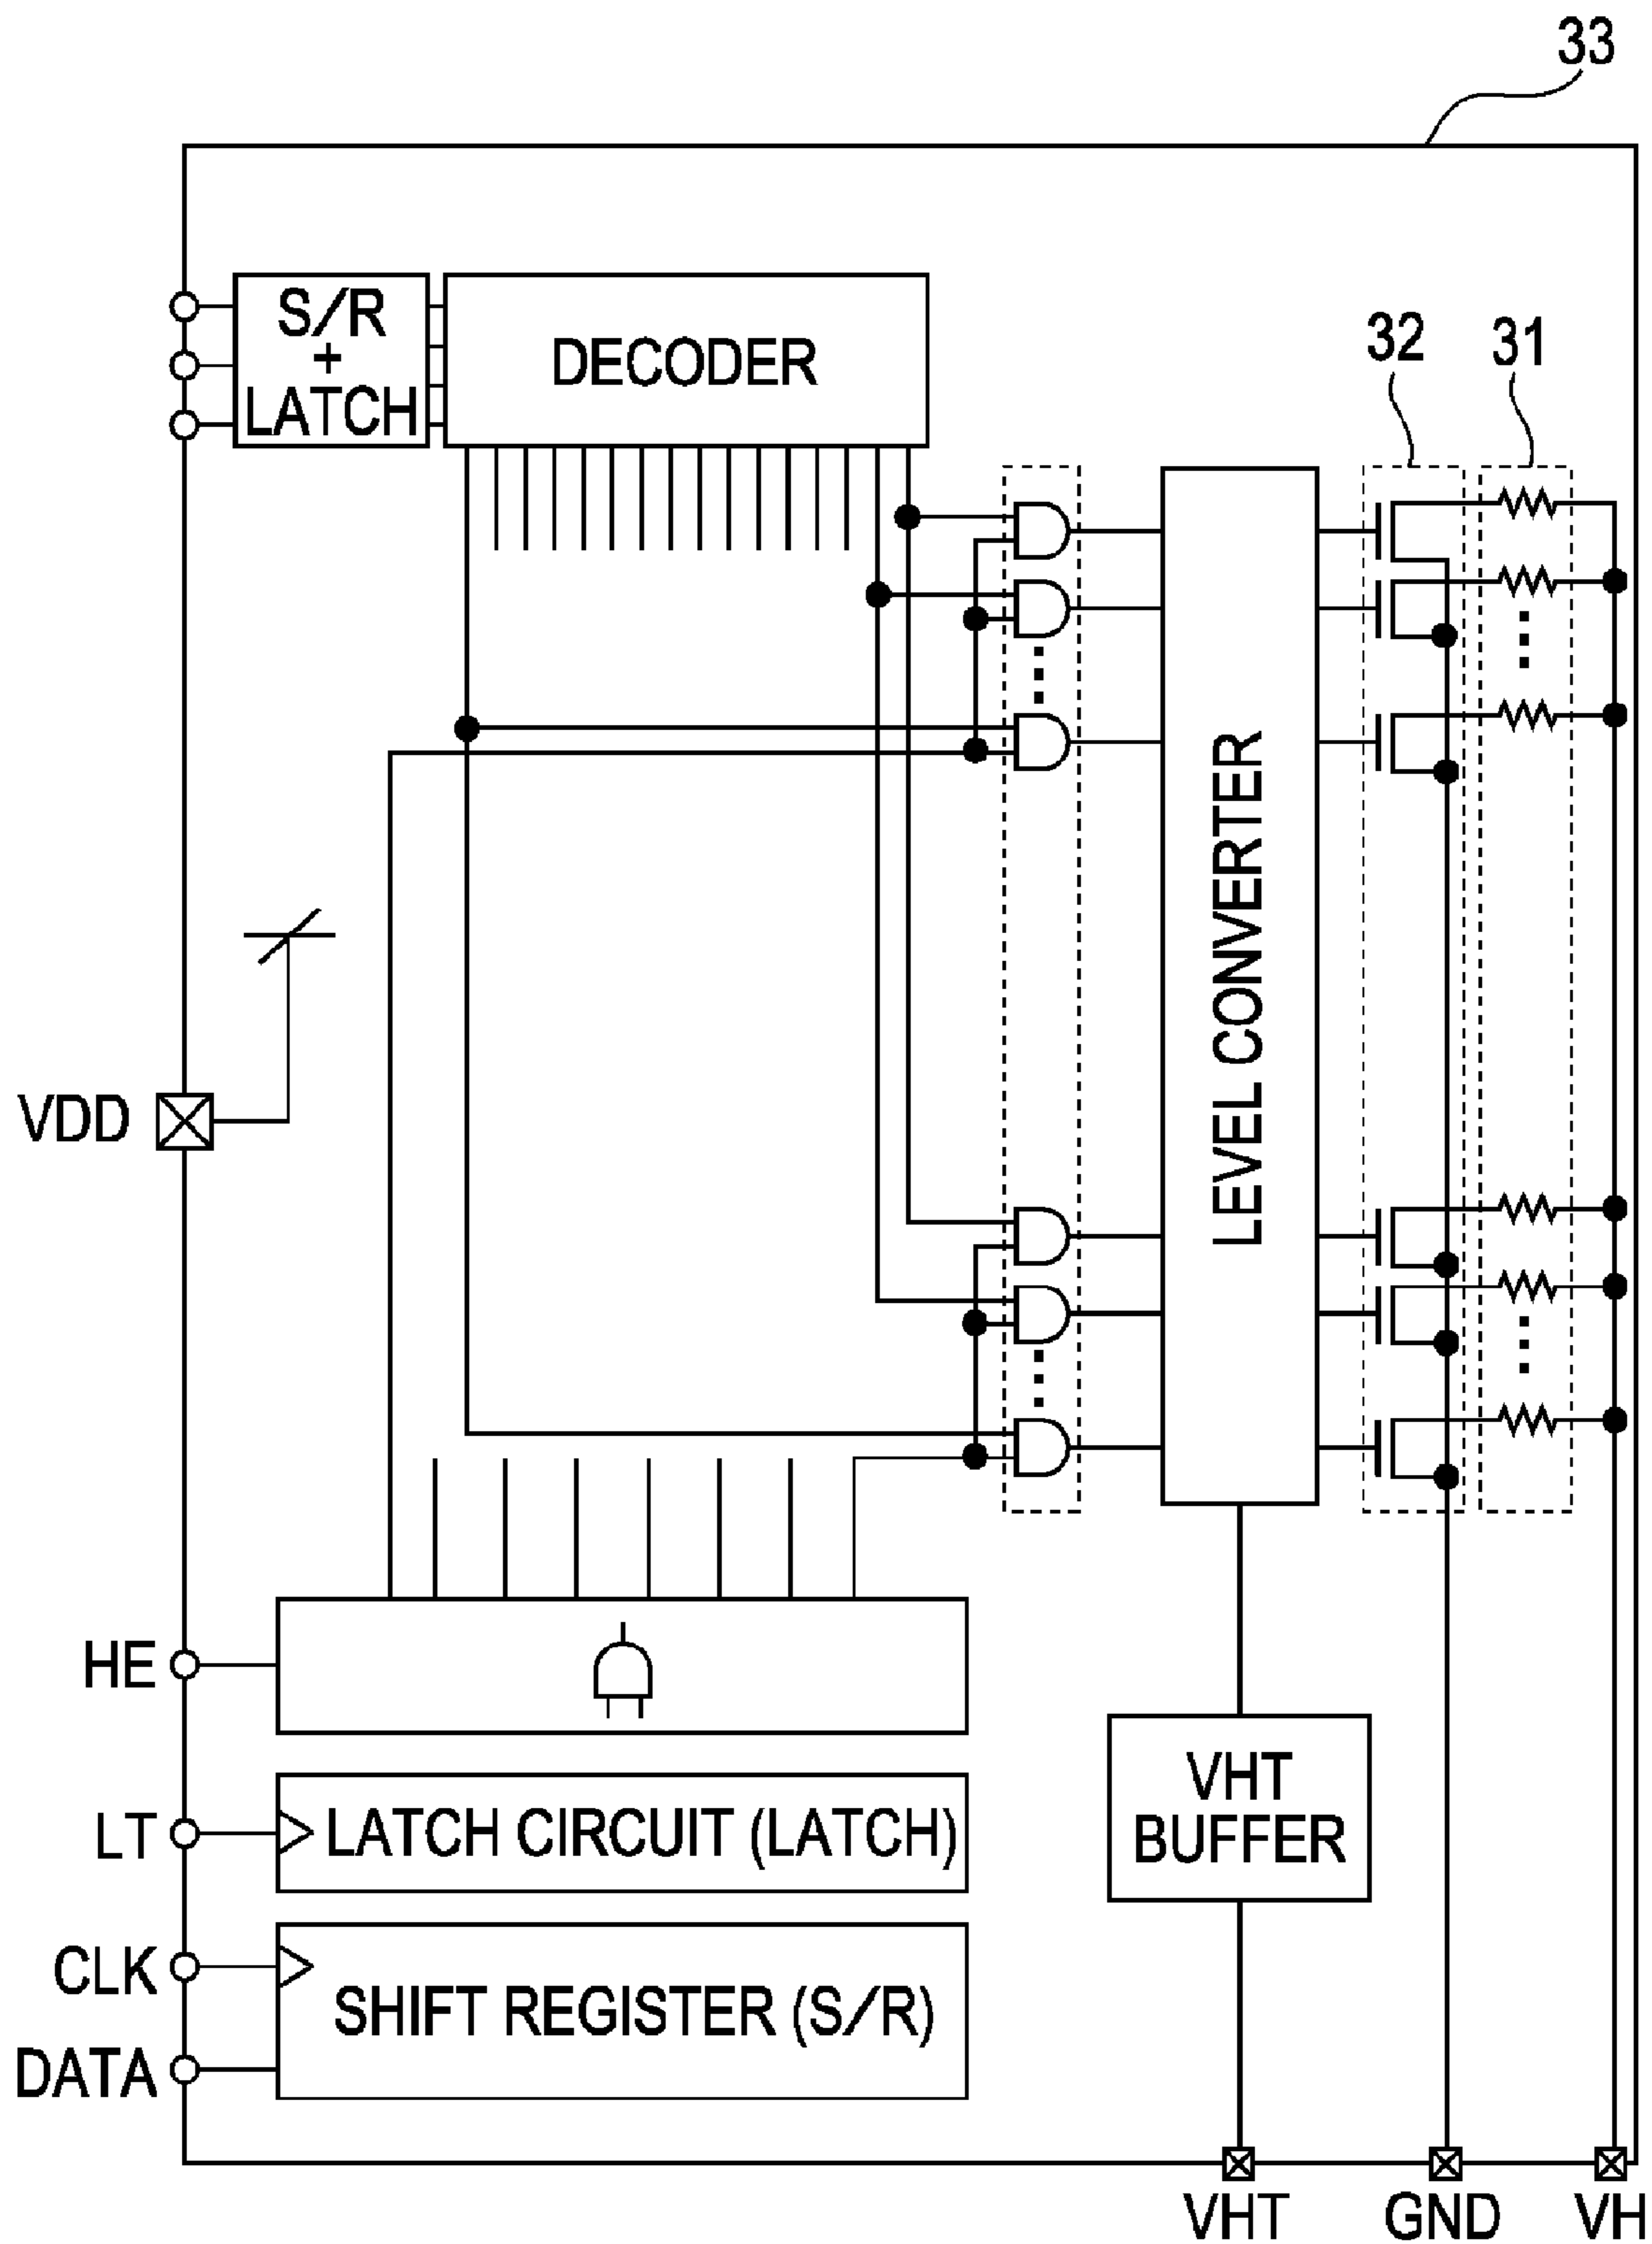 33
S/R
+
LATCH
DECODER
32
31
LEVEL CONVERTER
VDD
HE
LT
LATCH CIRCUIT (LATCH)
VHT
BUFFER
CLK
SHIFT REGISTER (S/R)
DATA
VHT
GND
VH